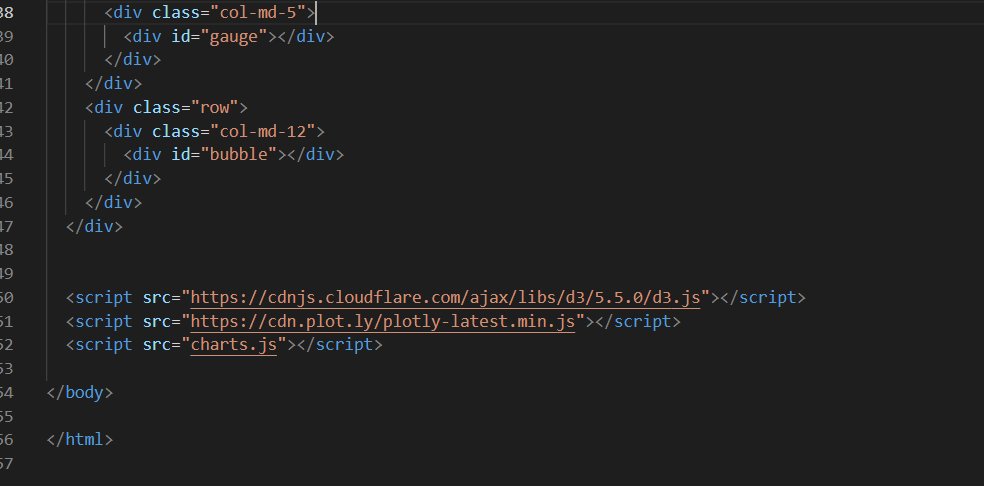 38 <div class="col-md-5">
39 <div id="gauge"></div>
40 </div>
41 </div>
42 <div class="row">
43 <div class="col-md-12">
44 <div id="bubble"></div>
45 </div>
46 </div>
47 </div>
48
49
50 <script src="https://cdnjs.cloudflare.com/ajax/libs/d3/5.5.0/d3.js"></script>
51 <script src="https://cdn.plot.ly/plotly-latest.min.js"></script>
52 <script src="charts.js"></script>
53
54 </body>
55
56 </html>
57